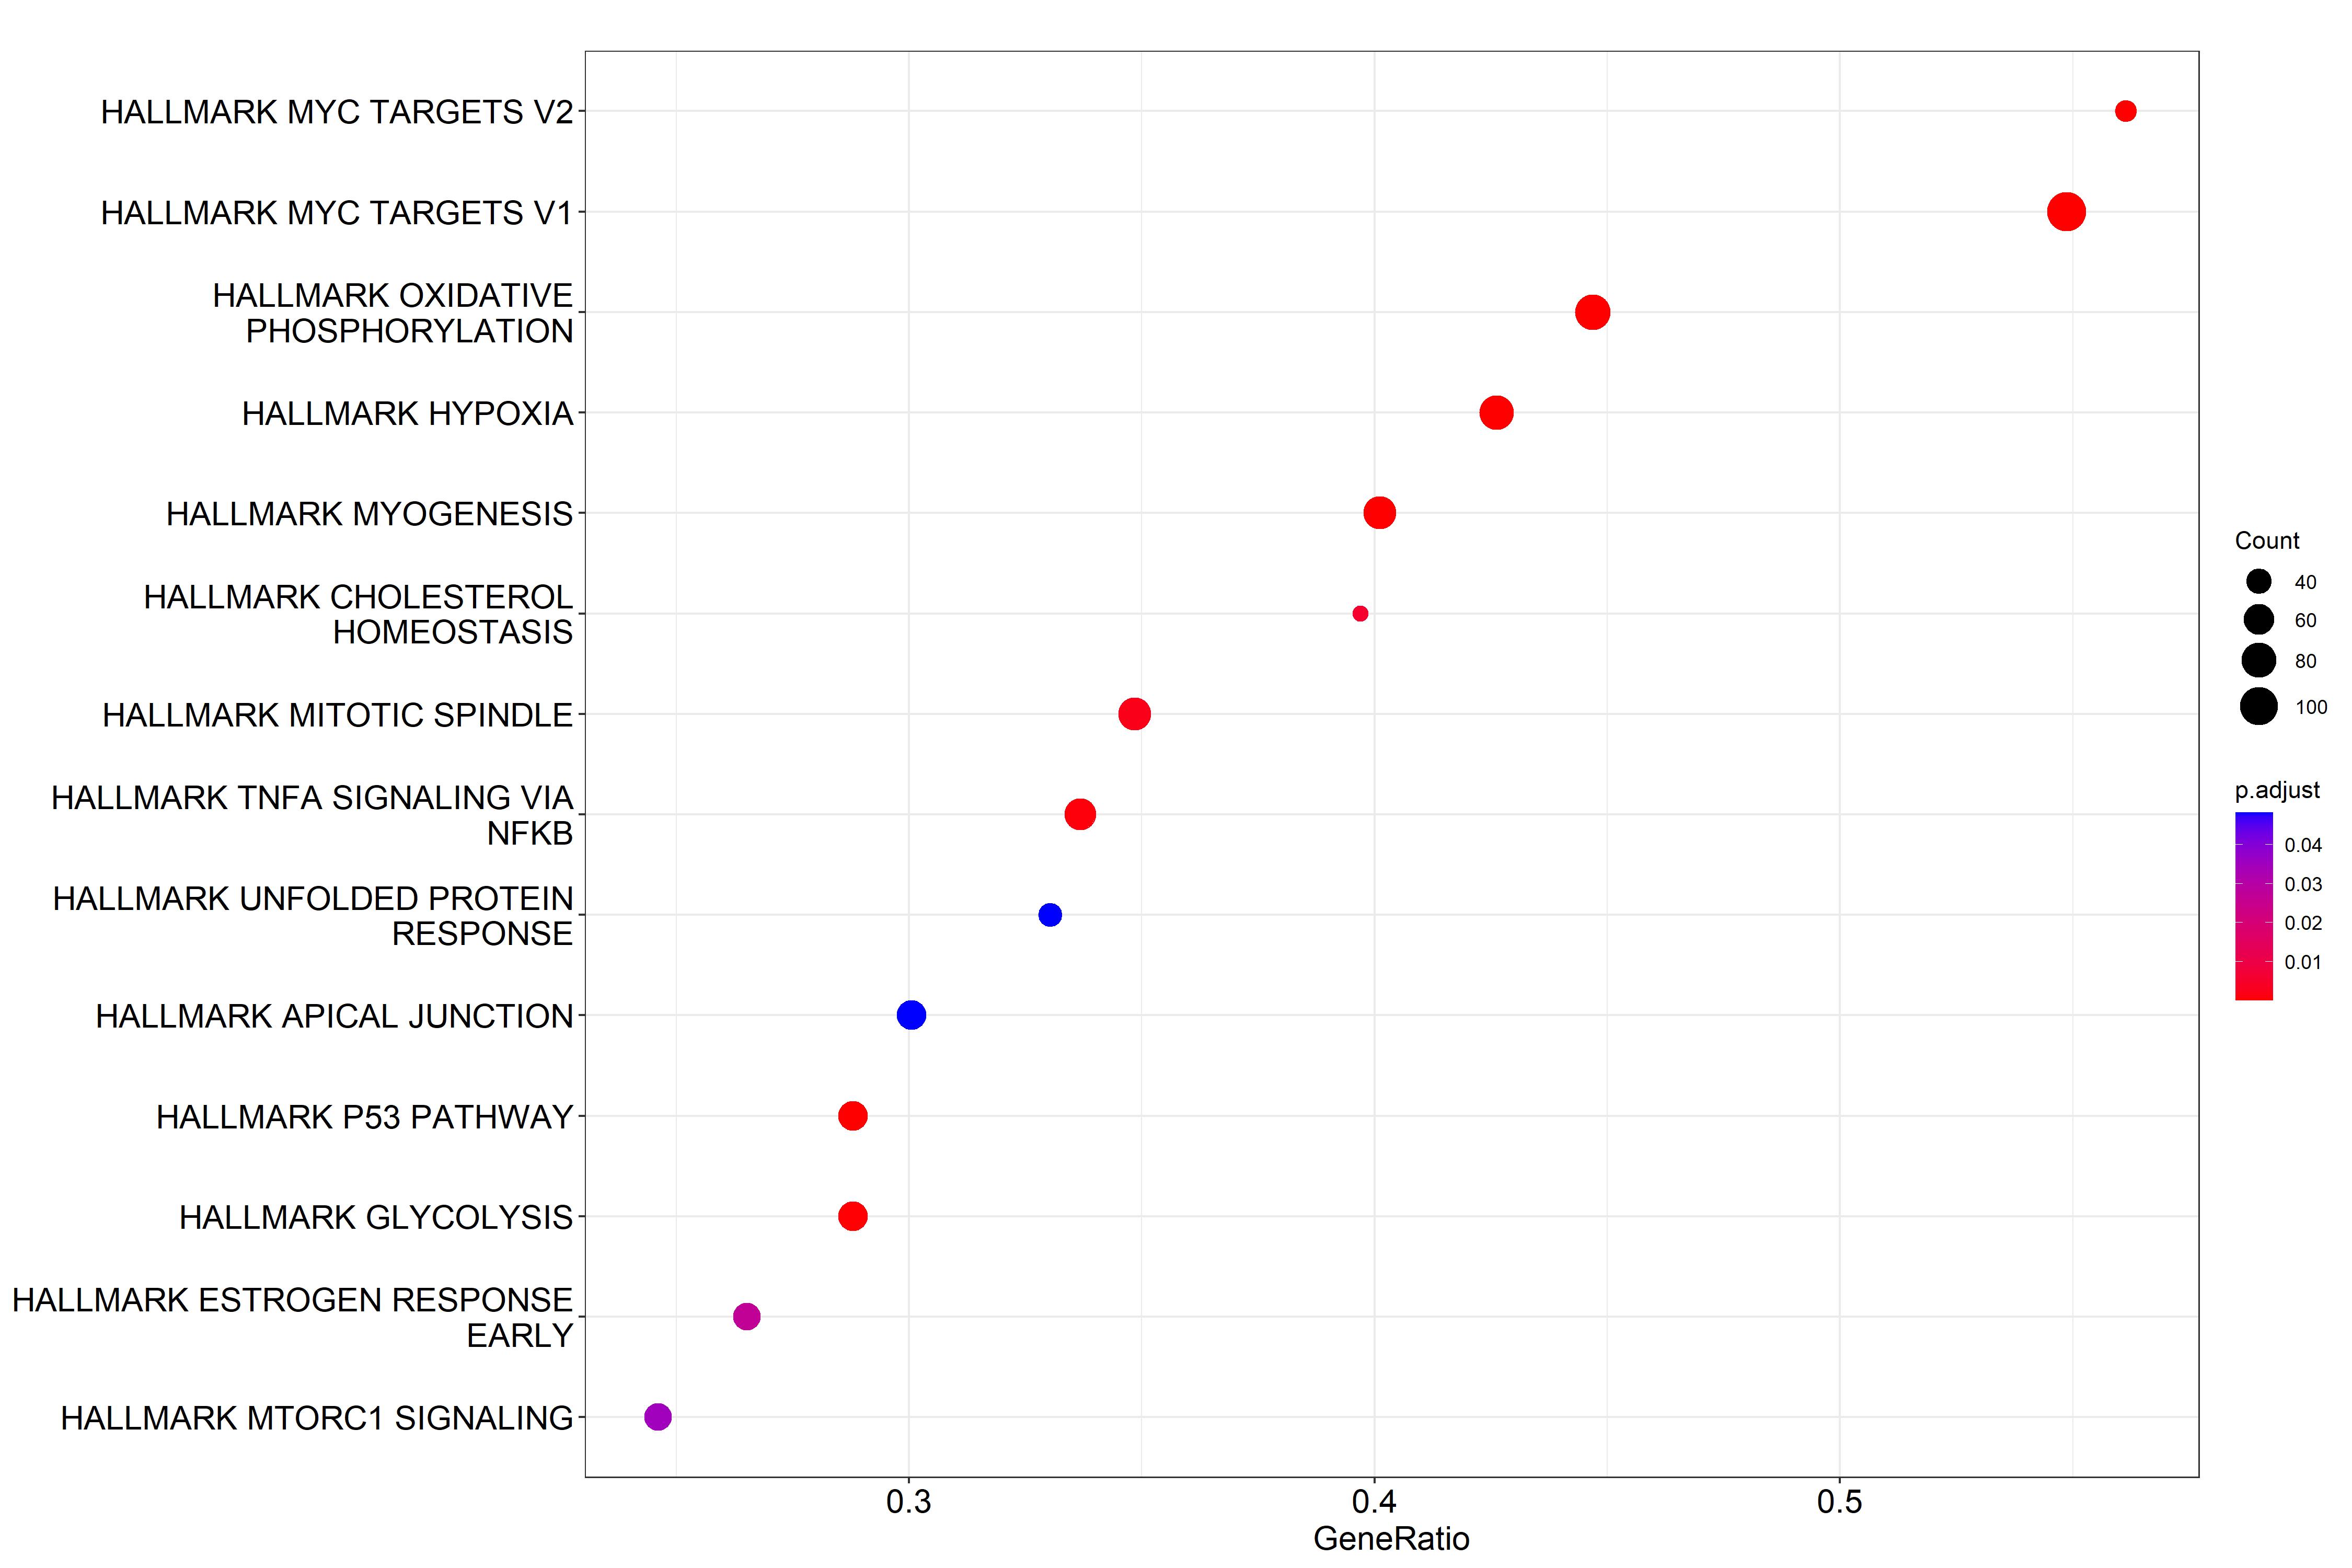 HALLMARK MYC TARGETS V2
HALLMARK MYC TARGETS V1
HALLMARK OXIDATIVE
PHOSPHORYLATION
HALLMARK HYPOXIA
HALLMARK MYOGENESIS
HALLMARK CHOLESTEROL
HOMEOSTASIS
HALLMARK MITOTIC SPINDLE
HALLMARK TNFA SIGNALING VIA
NFKB
HALLMARK UNFOLDED PROTEIN
RESPONSE
HALLMARK APICAL JUNCTION
HALLMARK P53 PATHWAY
HALLMARK GLYCOLYSIS
HALLMARK ESTROGEN RESPONSE
EARLY
HALLMARK MTORC1 SIGNALING
0.3 0.4 0.5
GeneRatio
Count
40
60
80
100
p.adjust
0.04
0.03
0.02
0.01